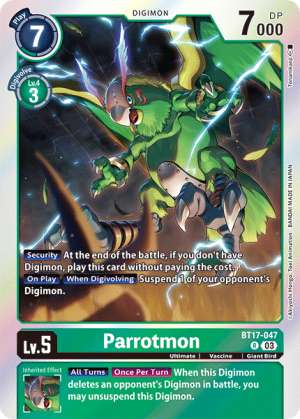 DIGIMON
Play
7
7000
DP
Lv.4
3
Digivolve
Security At the end of the battle, if you don't have
Digimon, play this card without paying the cost.
On Play When Digivolving Suspend 1 of your opponent's
Digimon.
Parrotmon
BT17-047
R 03
Lv.5
Ultimate | Vaccine | Giant Bird
Inherited Effect
All Turns Once Per Turn When this Digimon
deletes an opponent's Digimon in battle, you
may unsuspend this Digimon.